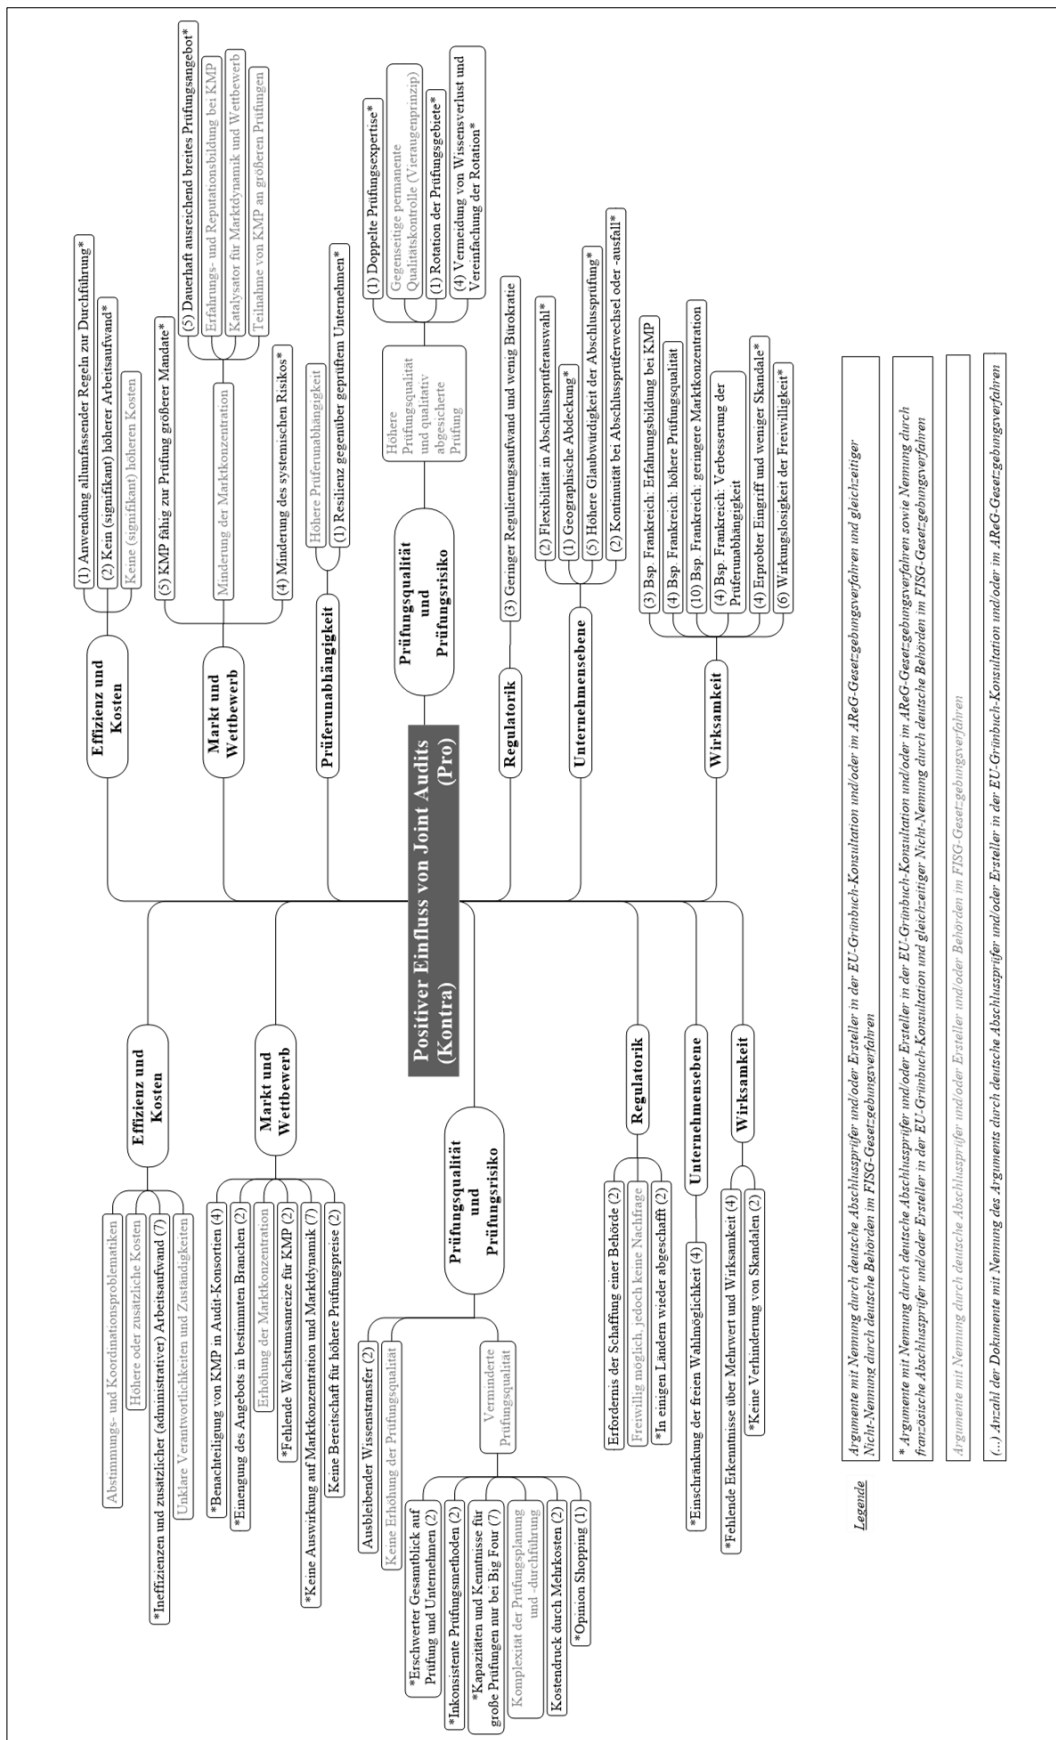 Positiver Einfluss von Joint Audits
(Kontra)
(Pro)
Effizienz und
Kosten
Abstimmungs- und Koordinationsproblematiken
Höhere oder zusätzliche Kosten
*Ineffizienzen und zusätzlicher (administrativer) Arbeitsaufwand (7)
Unklare Verantwortlichkeiten und Zuständigkeiten
Markt und
Wettbewerb
*Benachteiligung von KMP in Audit-Konsortien (4)
*Einengung des Angebots in bestimmten Branchen (2)
Erhöhung der Marktkonzentration
*Fehlende Wachstumsanreize für KMP (2)
*Keine Auswirkung auf Marktkonzentration und Marktdynamik (7)
Keine Bereitschaft für höhere Prüfungspreise (2)
Prüfungsqualität
und
Prüfungsrisiko
Ausbleibender Wissenstransfer (2)
Keine Erhöhung der Prüfungsqualität
Verminderte
Prüfungsqualität
*Erschwerter Gesamtblick auf
Prüfung und Unternehmen (2)
*Inkonsistente Prüfungsmethoden (2)
*Kapazitäten und Kenntnisse für
große Prüfungen nur bei Big Four (7)
Komplexität der Prüfungsplanung
und -durchführung
Kostendruck durch Mehrkosten (2)
*Opinion Shopping (1)
Regulatorik
Erfordernis der Schaffung einer Behörde (2)
Freiwillig möglich, jedoch keine Nachfrage
*In einigen Ländern wieder abgeschafft (2)
Unternehmensebene
*Einschränkung der freien Wahlmöglichkeit (4)
Wirksamkeit
*Fehlende Erkenntnisse über Mehrwert und Wirksamkeit (4)
*Keine Verhinderung von Skandalen (2)
Effizienz und
Kosten
(1) Anwendung allumfassender Regeln zur Durchführung*
(2) Kein (signifikant) höherer Arbeitsaufwand*
Keine (signifikant) höheren Kosten
Markt und
Wettbewerb
(5) KMP fähig zur Prüfung größerer Mandate*
Minderung der Marktkonzentration
(5) Dauerhaft ausreichend breites Prüfungsangebot*
Erfahrungs- und Reputationsbildung bei KMP
Katalysator für Marktdynamik und Wettbewerb
Teilnahme von KMP an größeren Prüfungen
(4) Minderung des systemischen Risikos*
Prüferunabhängigkeit
Höhere Prüferunabhängigkeit
(1) Resilienz gegenüber geprüftem Unternehmen*
Prüfungsqualität
und
Prüfungsrisiko
Höhere
Prüfungsqualität
und qualitativ
abgesicherte
Prüfung
(1) Doppelte Prüfungsexpertise*
Gegenseitige permanente
Qualitätskontrolle (Vieraugenprinzip)
(1) Rotation der Prüfungsgebiete*
(4) Vermeidung von Wissensverlust und
Vereinfachung der Rotation*
Regulatorik
(3) Geringer Regulierungsaufwand und wenig Bürokratie
Unternehmensebene
(2) Flexibilität in Abschlussprüferauswahl*
(1) Geographische Abdeckung*
(5) Höhere Glaubwürdigkeit der Abschlussprüfung*
(2) Kontinuität bei Abschlussprüferwechsel oder -ausfall*
Wirksamkeit
(3) Bsp. Frankreich: Erfahrungsbildung bei KMP
(4) Bsp. Frankreich: höhere Prüfungsqualität
(10) Bsp. Frankreich: geringere Marktkonzentration
(4) Bsp. Frankreich: Verbesserung der
Prüferunabhängigkeit
(4) Erprobter Eingriff und weniger Skandale*
(6) Wirkungslosigkeit der Freiwilligkeit*
Legende
Argumente mit Nennung durch deutsche Abschlussprüfer und/oder Ersteller in der EU-Grünbuch-Konsultation und/oder im AReG-Gesetzgebungsverfahren und gleichzeitiger
Nicht-Nennung durch deutsche Behörden im FISG-Gesetzgebungsverfahren
* Argumente mit Nennung durch deutsche Abschlussprüfer und/oder Ersteller in der EU-Grünbuch-Konsultation und/oder im AReG-Gesetzgebungsverfahren sowie Nennung durch
französische Abschlussprüfer und/oder Ersteller in der EU-Grünbuch-Konsultation und gleichzeitiger Nicht-Nennung durch deutsche Behörden im FISG-Gesetzgebungsverfahren
Argumente mit Nennung durch deutsche Abschlussprüfer und/oder Ersteller und/oder Behörden im FISG-Gesetzgebungsverfahren
(...) Anzahl der Dokumente mit Nennung des Arguments durch deutsche Abschlussprüfer und/oder Ersteller in der EU-Grünbuch-Konsultation und/oder im AReG-Gesetzgebungsverfahren